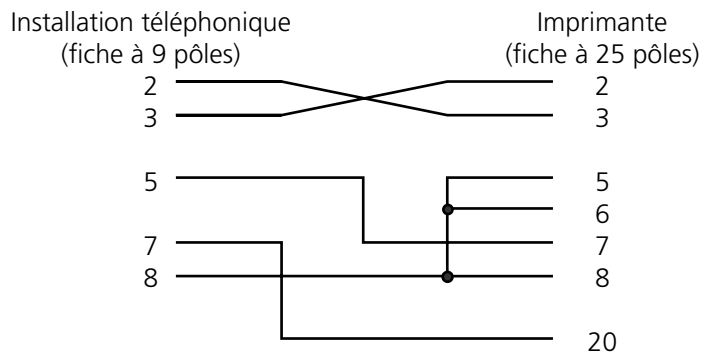 Installation téléphonique
(fiche à 9 pôles)
Imprimante
(fiche à 25 pôles)
2 2
3 3
5 5
6
7 7
8 8
20